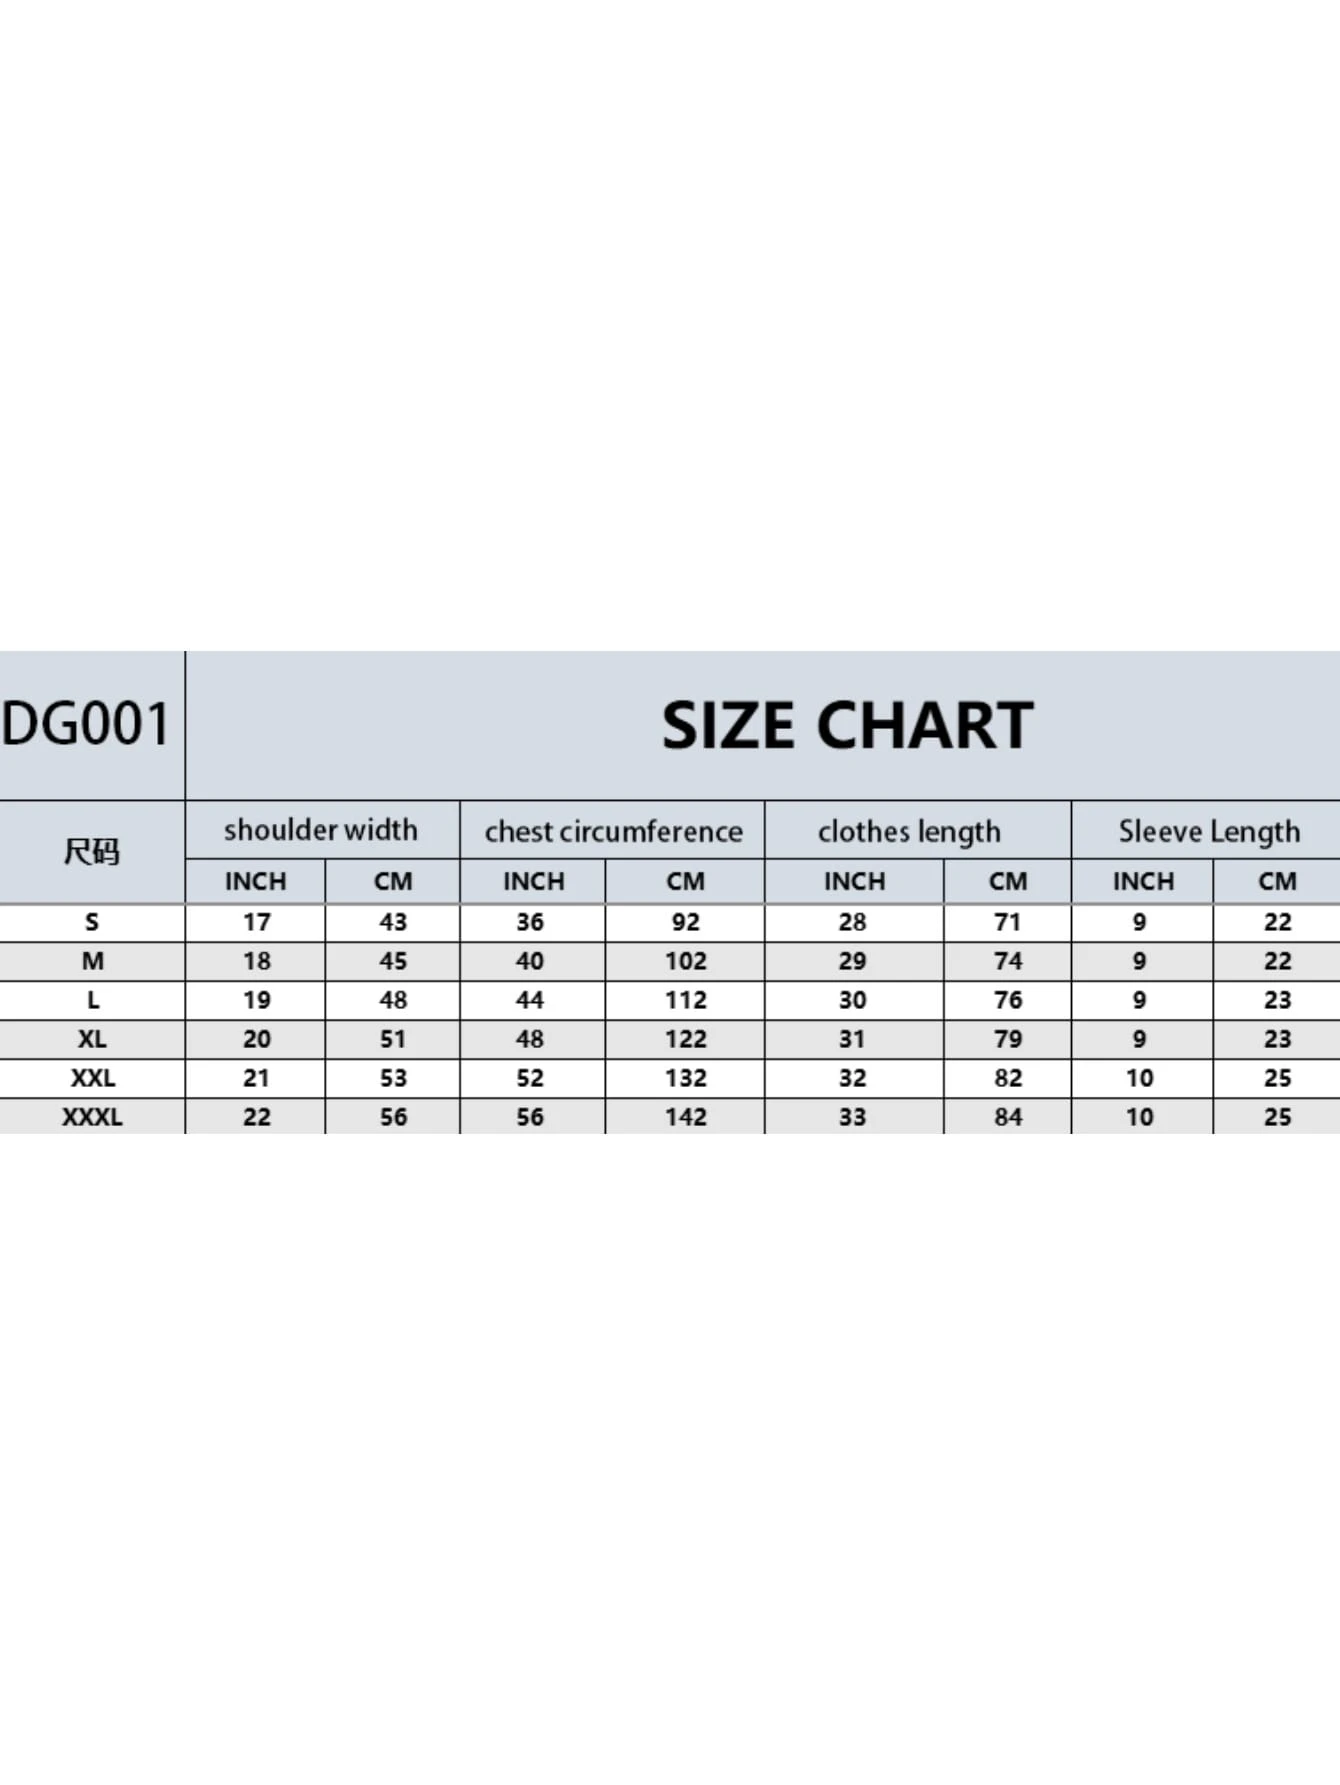 DG001 SIZE CHART
尺码 shoulder width chest circumference clothes length Sleeve Length
INCH CM INCH CM INCH CM INCH CM
S 17 43 36 92 28 71 9 22
M 18 45 40 102 29 74 9 22
L 19 48 44 112 30 76 9 23
XL 20 51 48 122 31 79 9 23
XXL 21 53 52 132 32 82 10 25
XXXL 22 56 56 142 33 84 10 25